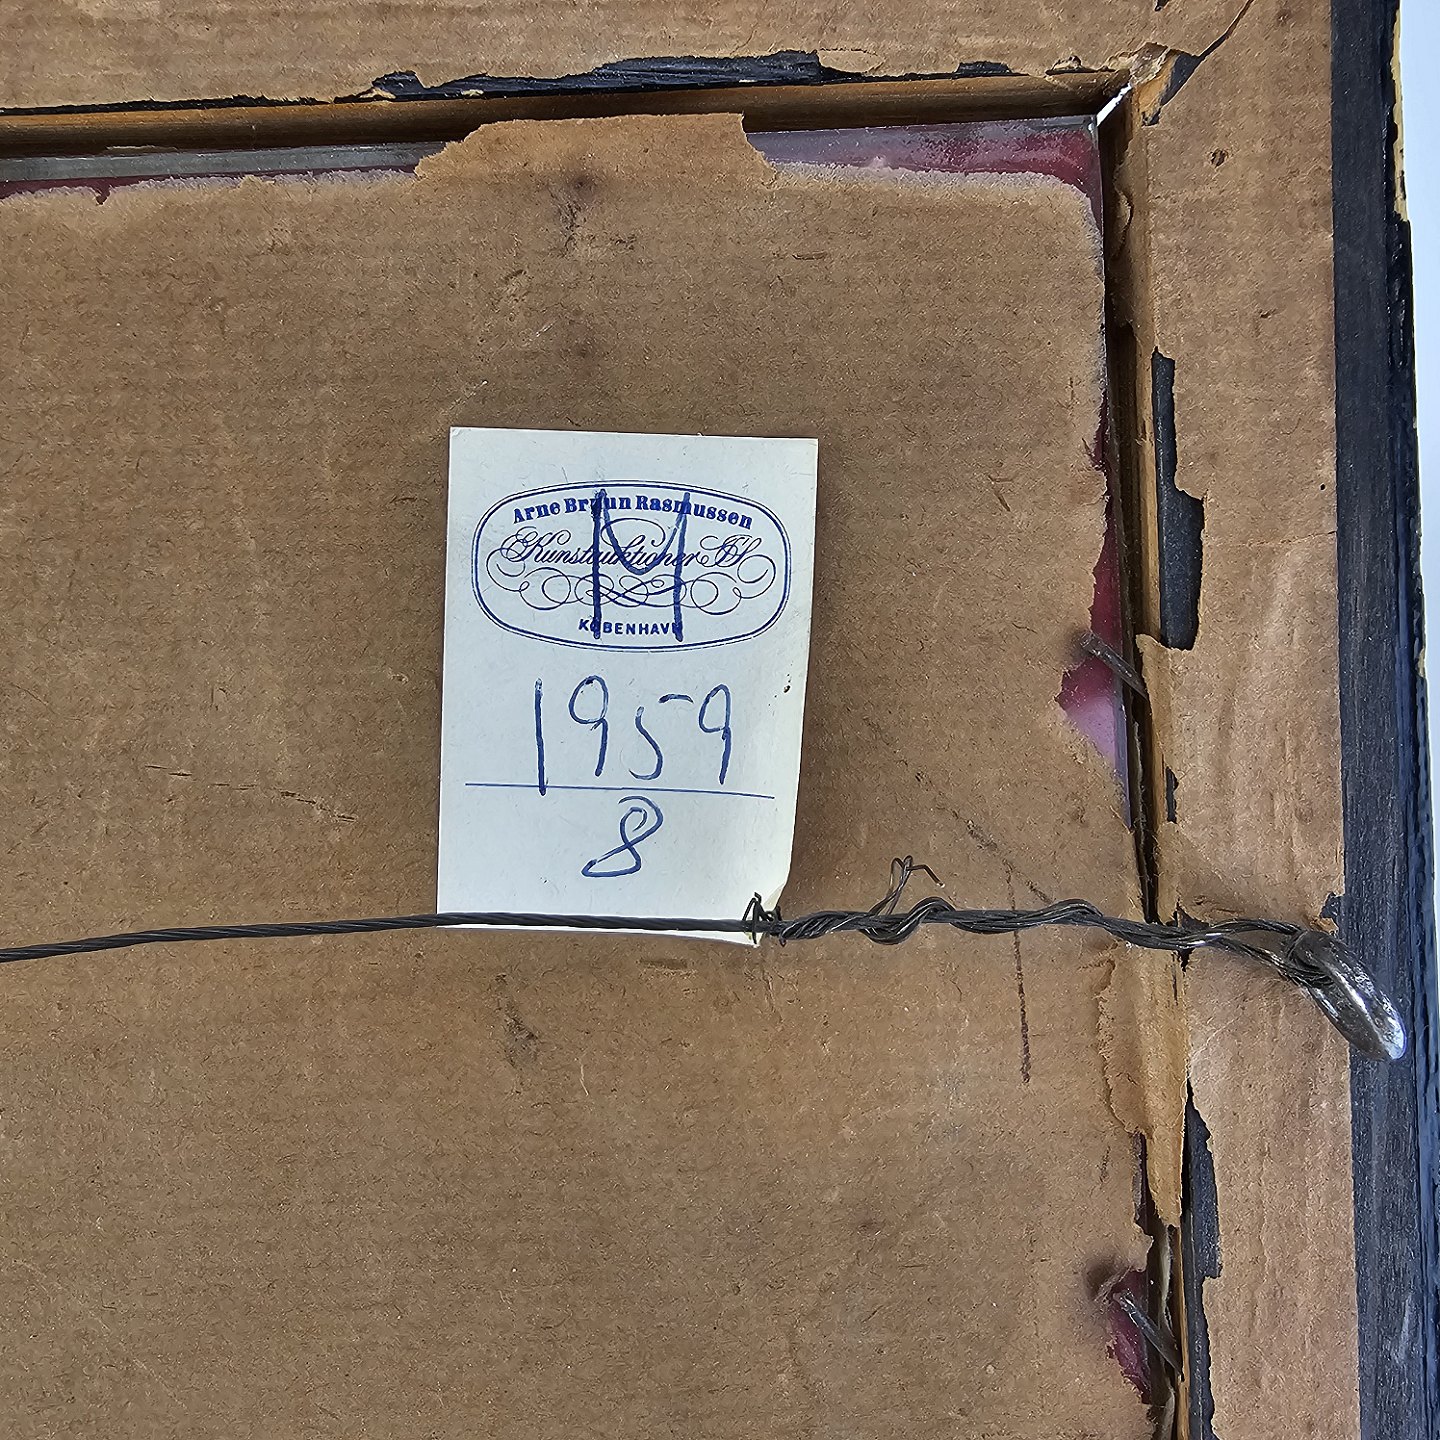 Arne Bruun Rasmussen
Kunstauktioner A/S
KØBENHAVN
M
1959
8